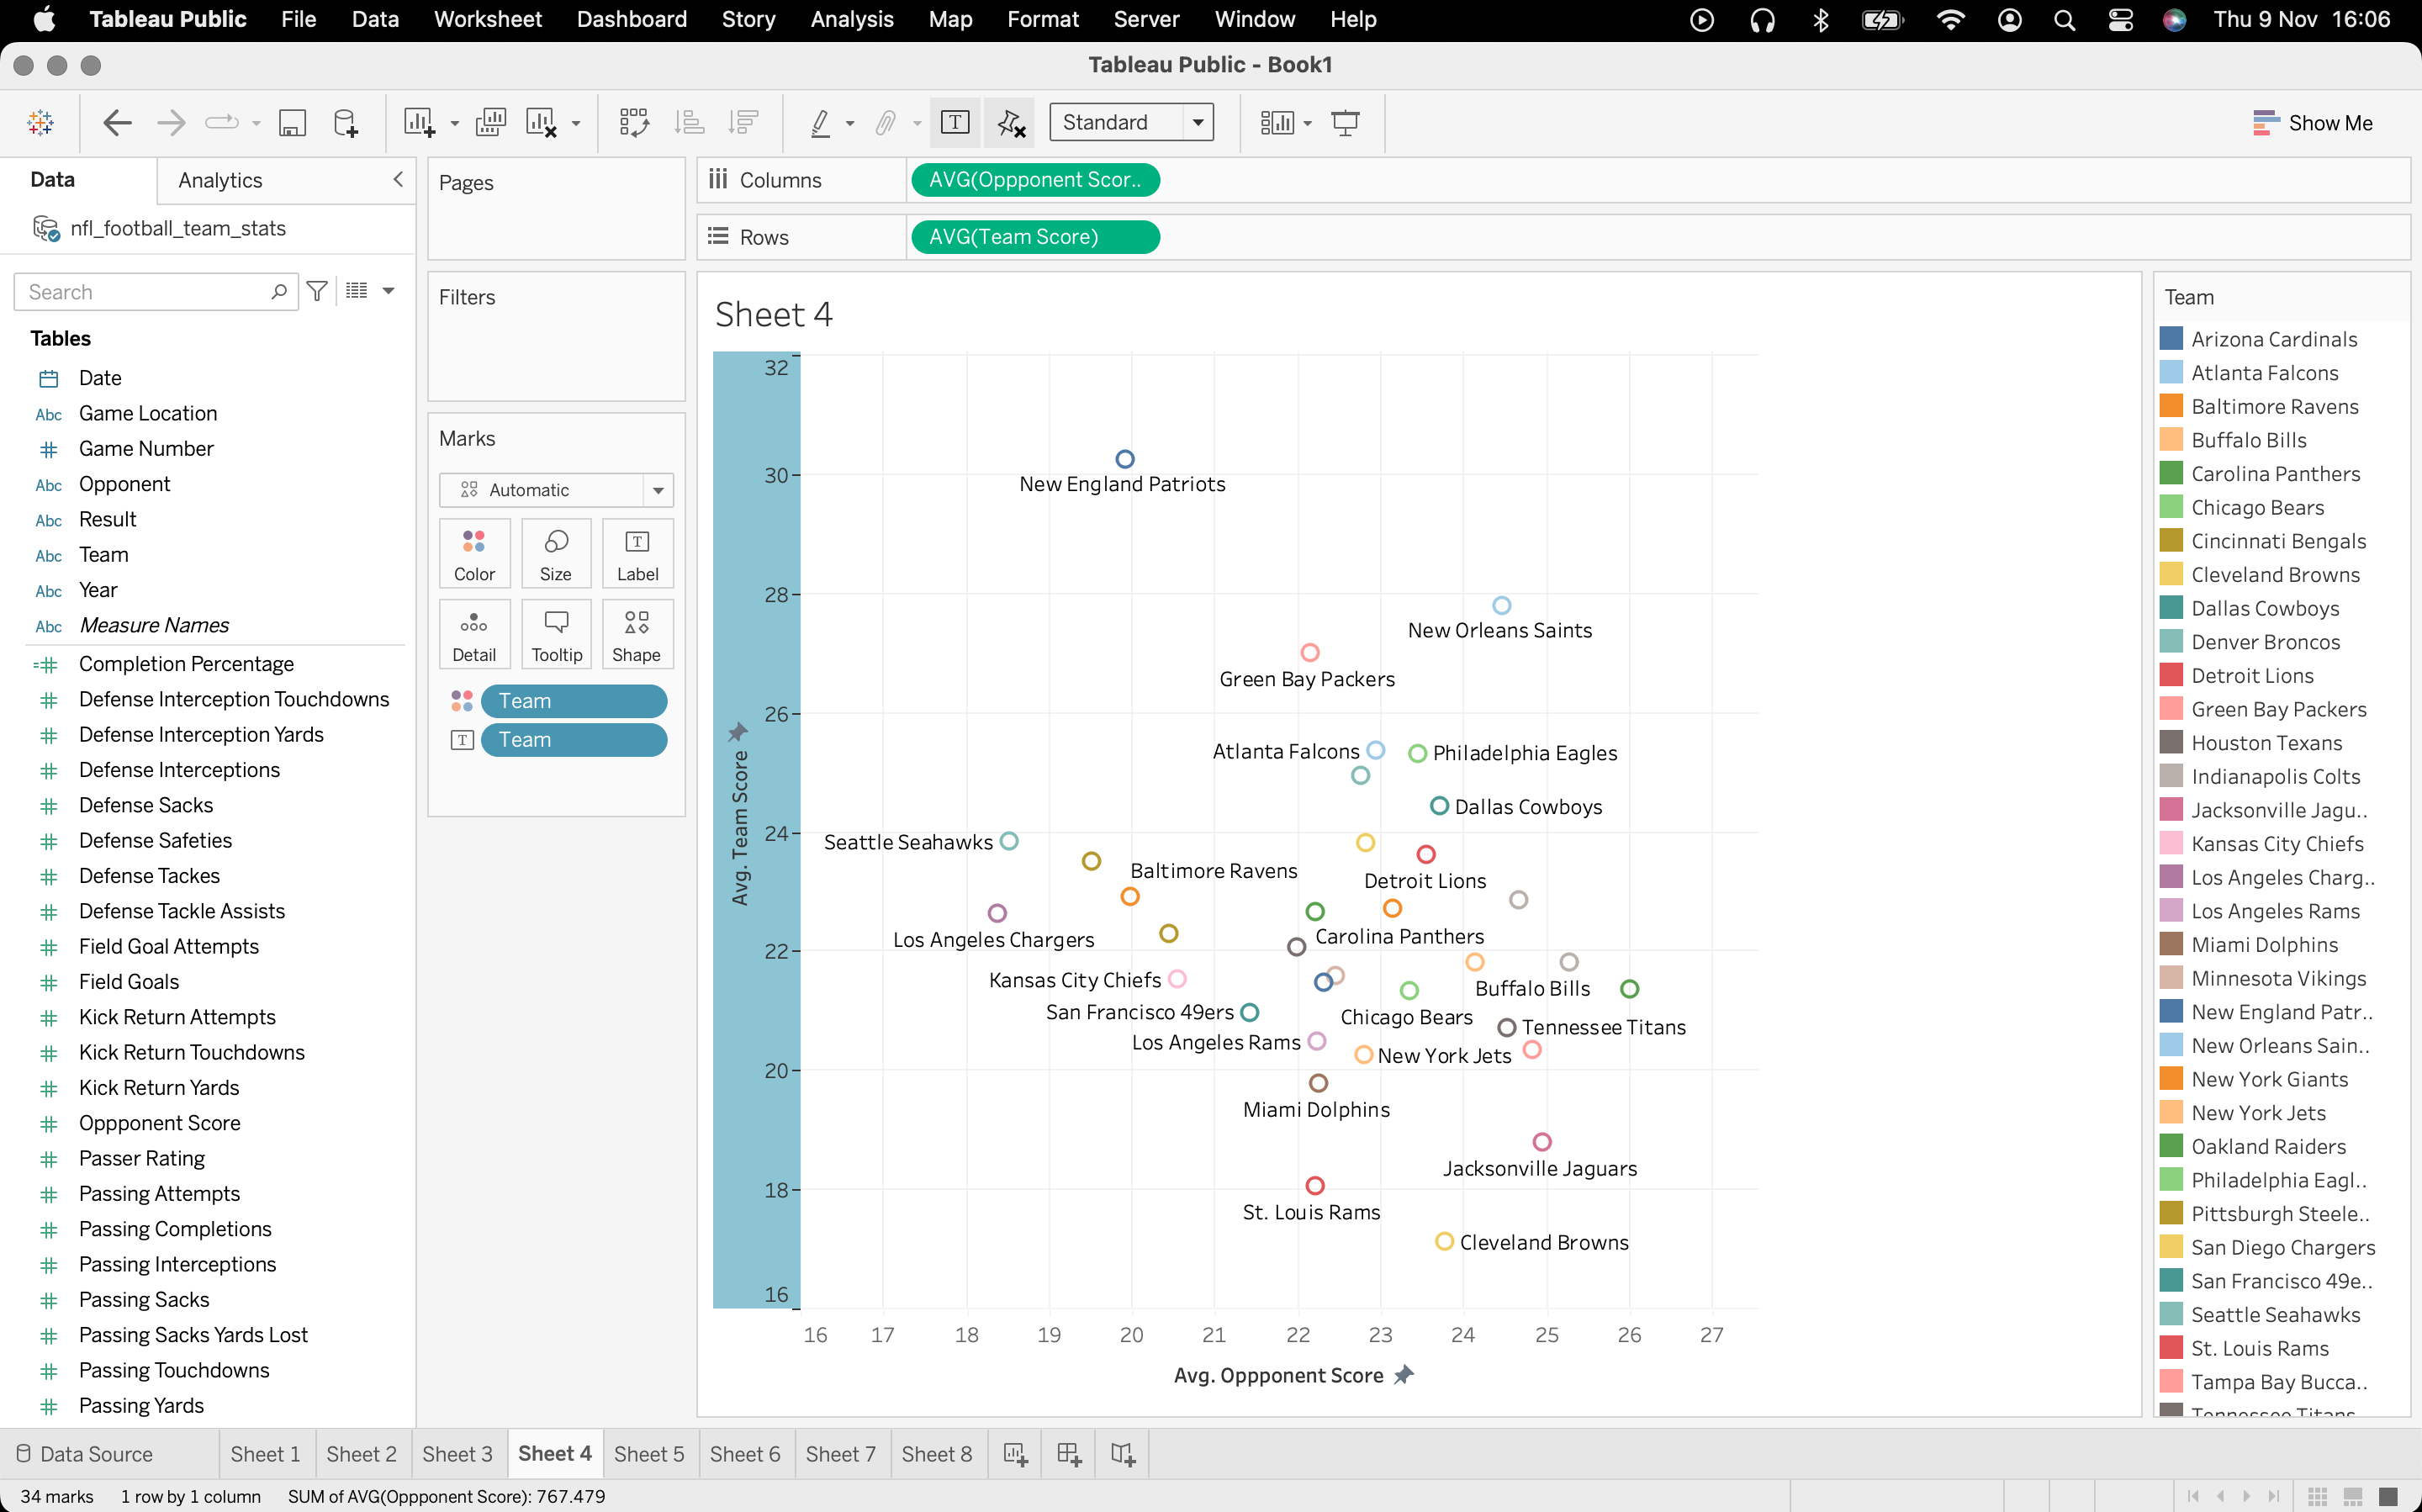 Tableau Public File Data Worksheet Dashboard Story Analysis Map Format Server Window Help Thu 9 Nov 16:06
Tableau Public - Book1
Standard
Show Me
Data
Analytics
nfl_football_team_stats
Search
Tables
Date
Abc Game Location
Game Number
Abc Opponent
Abc Result
Abc Team
Abc Year
Abc Measure Names
Completion Percentage
Defense Interception Touchdowns
Defense Interception Yards
Defense Interceptions
Defense Sacks
Defense Safeties
Defense Tackes
Defense Tackle Assists
Field Goal Attempts
Field Goals
Kick Return Attempts
Kick Return Touchdowns
Kick Return Yards
Oppponent Score
Passer Rating
Passing Attempts
Passing Completions
Passing Interceptions
Passing Sacks
Passing Sacks Yards Lost
Passing Touchdowns
Passing Yards
Pages
Filters
Marks
Automatic
Color Size Label
Detail Tooltip Shape
Team
Team
Columns AVG(Oppponent Scor..
Rows AVG(Team Score)
Sheet 4
32
30
28
26
24
22
20
18
16
Avg. Team Score
New England Patriots
New Orleans Saints
Green Bay Packers
Atlanta Falcons
Philadelphia Eagles
Dallas Cowboys
Seattle Seahawks
Baltimore Ravens
Detroit Lions
Los Angeles Chargers
Carolina Panthers
Kansas City Chiefs
Buffalo Bills
San Francisco 49ers
Chicago Bears
Tennessee Titans
Los Angeles Rams
New York Jets
Miami Dolphins
Jacksonville Jaguars
St. Louis Rams
Cleveland Browns
16 17 18 19 20 21 22 23 24 25 26 27
Avg. Oppponent Score
Team
Arizona Cardinals
Atlanta Falcons
Baltimore Ravens
Buffalo Bills
Carolina Panthers
Chicago Bears
Cincinnati Bengals
Cleveland Browns
Dallas Cowboys
Denver Broncos
Detroit Lions
Green Bay Packers
Houston Texans
Indianapolis Colts
Jacksonville Jagu..
Kansas City Chiefs
Los Angeles Charg..
Los Angeles Rams
Miami Dolphins
Minnesota Vikings
New England Patr..
New Orleans Sain..
New York Giants
New York Jets
Oakland Raiders
Philadelphia Eagl..
Pittsburgh Steele..
San Diego Chargers
San Francisco 49e..
Seattle Seahawks
St. Louis Rams
Tampa Bay Bucca..
Tennessee Titans
Data Source Sheet 1 Sheet 2 Sheet 3 Sheet 4 Sheet 5 Sheet 6 Sheet 7 Sheet 8
34 marks 1 row by 1 column SUM of AVG(Oppponent Score): 767.479